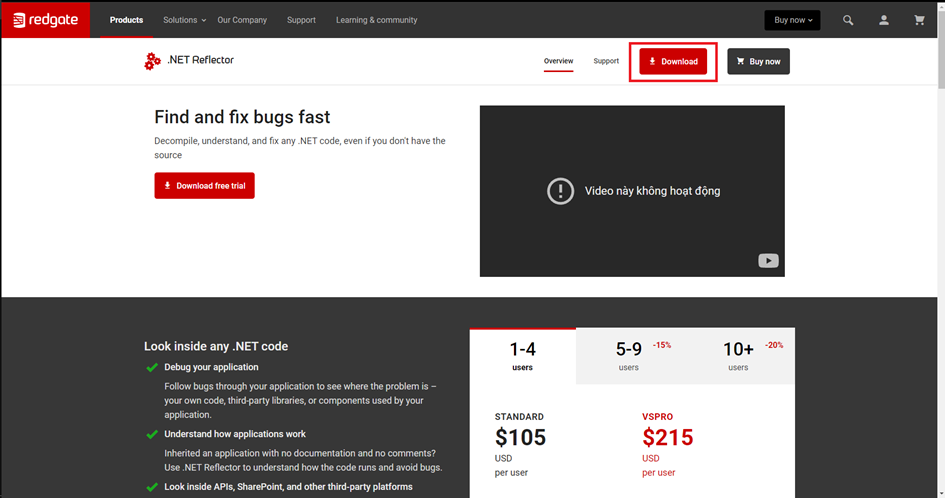 redgate
Products
Solutions
Our Company
Support
Learning & community
Buy now
.NET Reflector
Overview
Support
Download
Buy now
Find and fix bugs fast
Decompile, understand, and fix any .NET code, even if you don't have the
source
Download free trial
Video này không hoạt động
Look inside any .NET code
Debug your application
Follow bugs through your application to see where the problem is –
your own code, third-party libraries, or components used by your
application.
Understand how applications work
Inherited an application with no documentation and no comments?
Use .NET Reflector to understand how the code runs and avoid bugs.
Look inside APIs, SharePoint, and other third-party platforms
1-4
users
5-9
-15%
users
10+
-20%
users
STANDARD
$105
USD
per user
VSPRO
$215
USD
per user